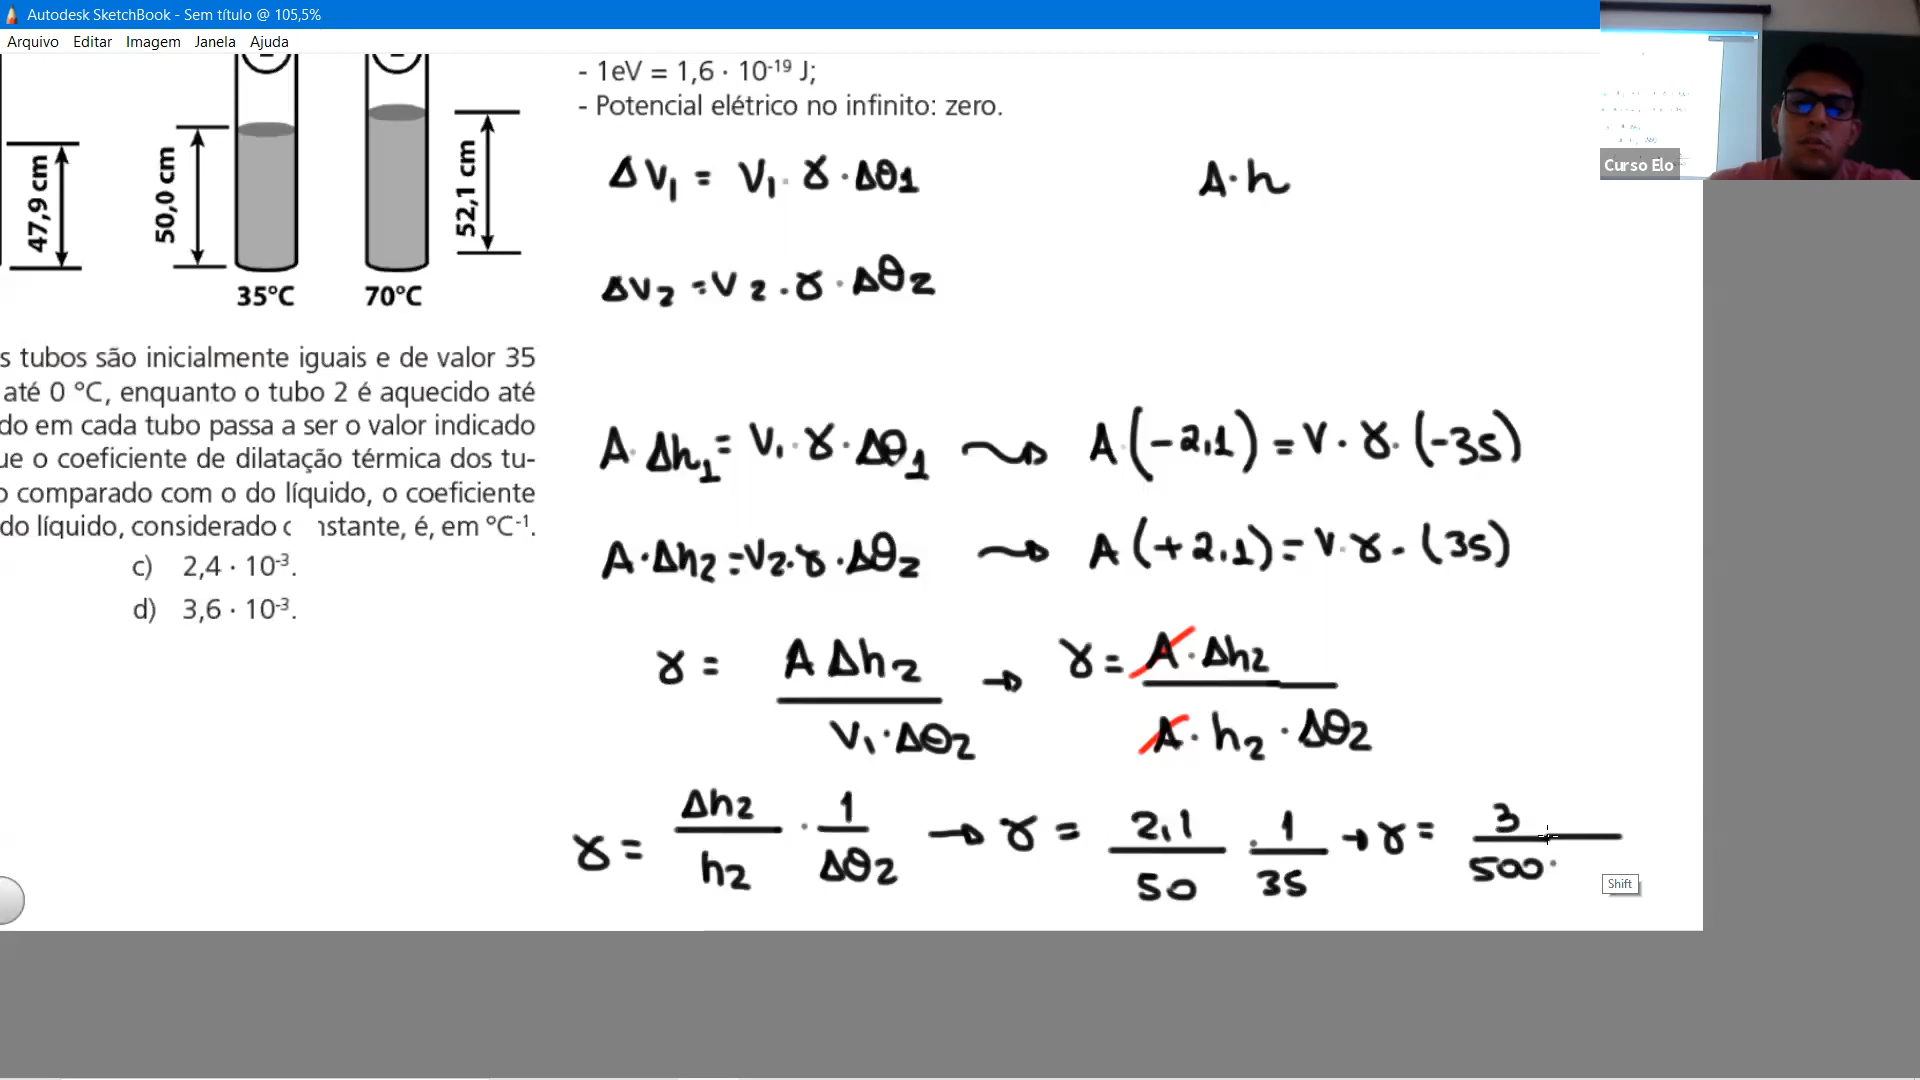 Autodesk SketchBook - Sem título @ 105,5%
Arquivo Editar Imagem Janela Ajuda
47,9 cm
50,0 cm
52,1 cm
35°C 70°C
s tubos são inicialmente iguais e de valor 35
até 0 °C, enquanto o tubo 2 é aquecido até
do em cada tubo passa a ser o valor indicado
ue o coeficiente de dilatação térmica dos tu-
o comparado com o do líquido, o coeficiente
do líquido, considerado c nstante, é, em °C⁻¹.
c) 2,4 · 10⁻³.
d) 3,6 · 10⁻³.
- 1eV = 1,6 · 10⁻¹⁹ J;
- Potencial elétrico no infinito: zero.
ΔV₁ = V₁ · γ · Δθ1
A·h
ΔV₂ = V₂ · γ · Δθ₂
A·Δh₁ = V₁·γ·Δθ₁ ⤳ A·(-2,1) = V·γ·(-35)
A·Δh₂ = V₂·γ·Δθ₂ ⤳ A(+2,1) = V·γ·(35)
γ = A Δh₂ / V₁·Δθ₂ → γ = A·Δh₂ / A·h₂·Δθ₂
γ = Δh₂/h₂ · 1/Δθ₂ → γ = 2,1/50 · 1/35 → γ = 3/500·
Shift
Curso Elo